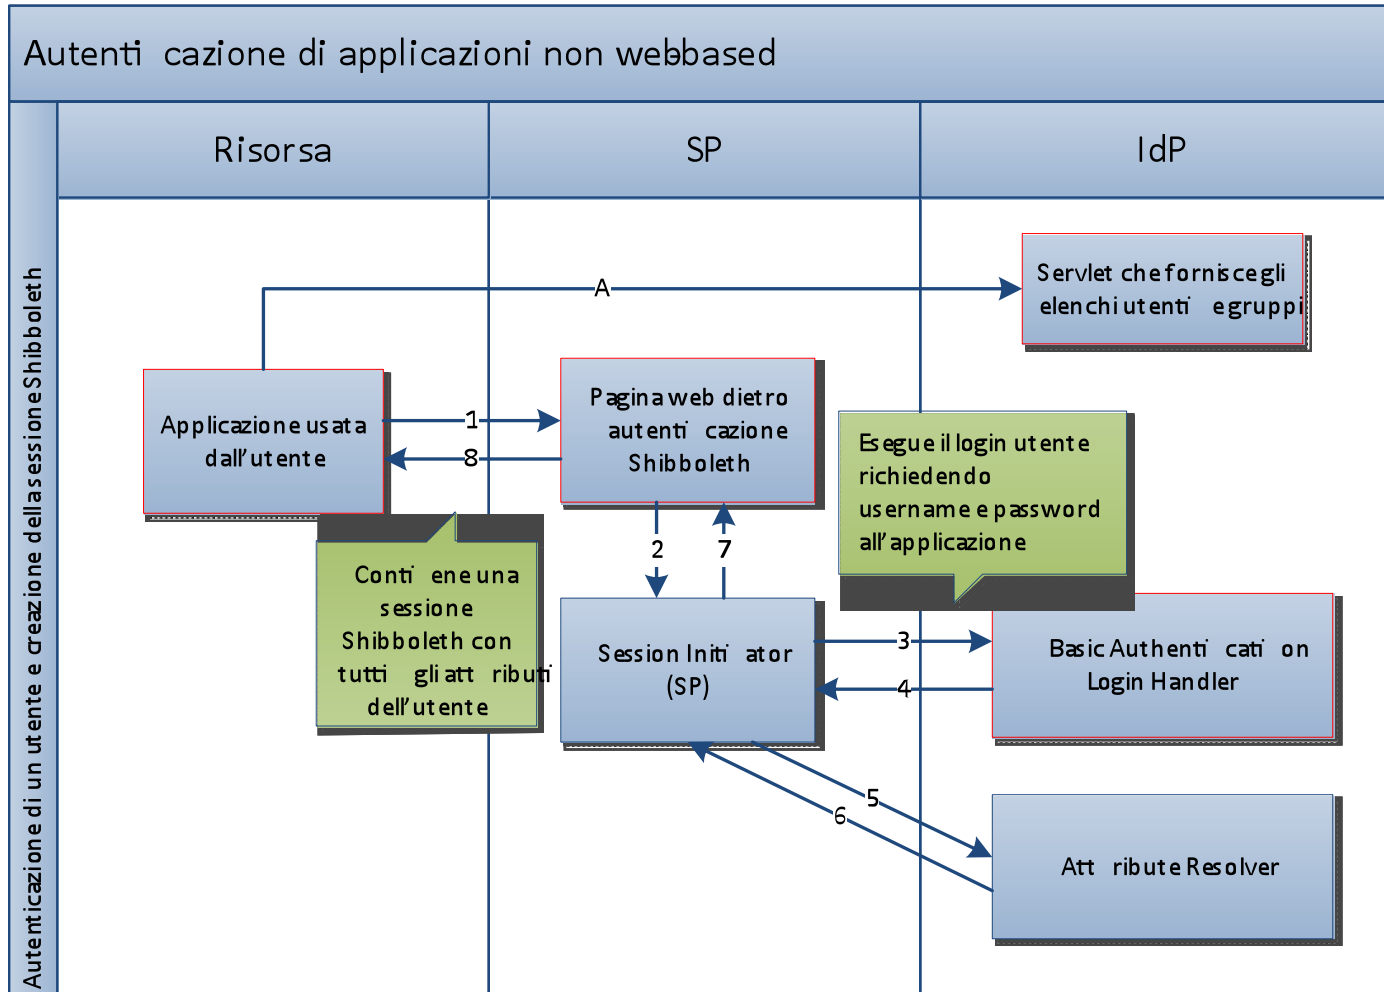 Autenti cazione di applicazioni non webbased
Risorsa
SP
IdP
Autenticazione di un utente e creazione della sessione Shibboleth
Servlet che fornisce gli
elenchi utenti e gruppi
A
Applicazione usata
dall'utente
1
8
Pagina web dietro
autenti cazione
Shibboleth
Esegue il login utente
richiedendo
username e password
all'applicazione
2
7
Conti ene una
sessione
Shibboleth con
tutti gli att ributi
dell'utente
Session Initi ator
(SP)
3
4
Basic Authenti cati on
Login Handler
5
6
Att ribute Resolver